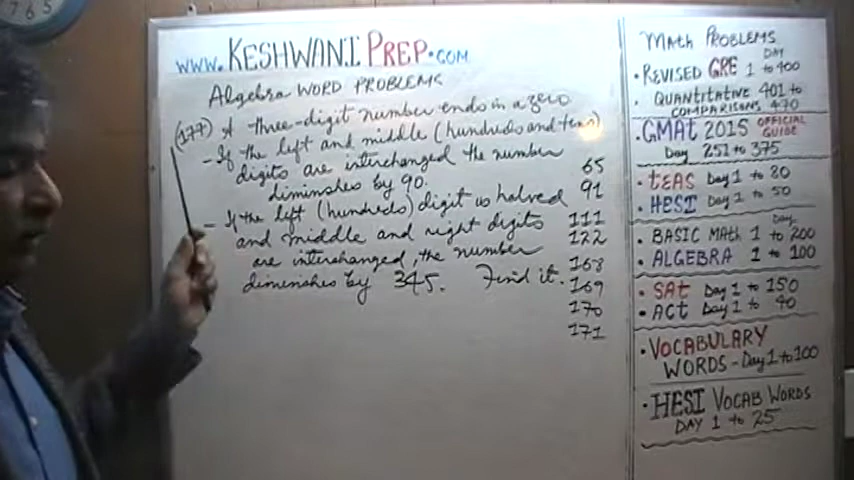 7 6 5
www.KESHWANIPREP.com
Algebra WORD PROBLEMS
(177) A three-digit number ends in a zero
- If the left and middle (hundreds and tens)
digits are interchanged the number
diminshes by 90.
- If the left (hundreds) digit is halved
and middle and right digits
are interchanged, the number
diminshes by 345. Find it.
65
91
111
122
168
169
170
171
MATH PROBLEMS
DAY
• REVISED GRE 1 to 400
• QUANTITATIVE 401 to
COMPARISONS 470
• GMAT 2015 OFFICIAL
GUIDE
Day 251 to 375
• tEAS Day 1 to 80
• HESI Day 1 to 50
Day
• BASIC MATH 1 to 200
• ALGEBRA 1 to 100
• SAt Day 1 to 150
• ACt Day 1 to 40
• VOCABULARY
WORDS - Day 1 to 100
• HESI VOCAB WORDS
DAY 1 to 25